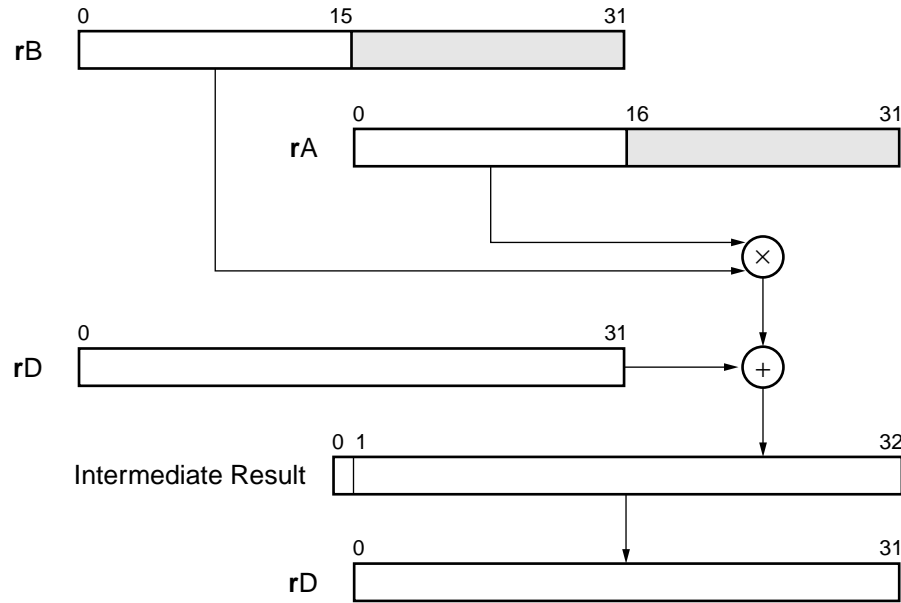 0 15 31
rB
0 16 31
rA
×
0 31
rD
+
0 1 32
Intermediate Result
0 31
rD